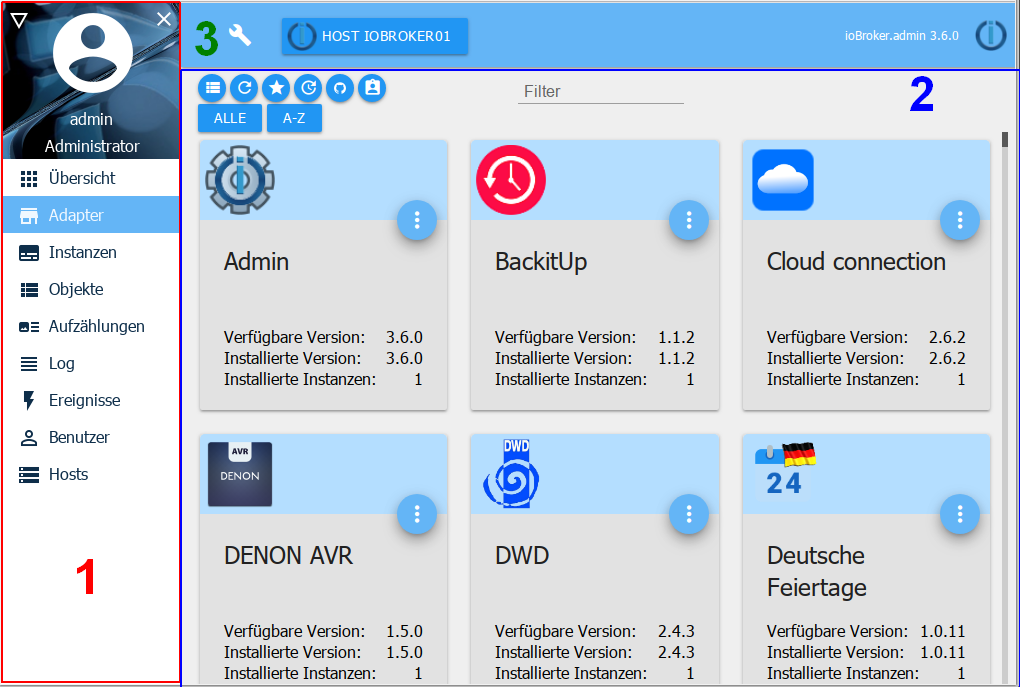 admin
Administrator
Übersicht
Adapter
Instanzen
Objekte
Aufzählungen
Log
Ereignisse
Benutzer
Hosts
1
3
HOST IOBROKER01
ioBroker.admin 3.6.0
2
Filter
ALLE A-Z
Admin
Verfügbare Version: 3.6.0
Installierte Version: 3.6.0
Installierte Instanzen: 1
BackitUp
Verfügbare Version: 1.1.2
Installierte Version: 1.1.2
Installierte Instanzen: 1
Cloud connection
Verfügbare Version: 2.6.2
Installierte Version: 2.6.2
Installierte Instanzen: 1
AVR
DENON
DENON AVR
Verfügbare Version: 1.5.0
Installierte Version: 1.5.0
Installierte Instanzen: 1
DWD
DWD
Verfügbare Version: 2.4.3
Installierte Version: 2.4.3
Installierte Instanzen: 1
24
Deutsche
Feiertage
Verfügbare Version: 1.0.11
Installierte Version: 1.0.11
Installierte Instanzen: 1